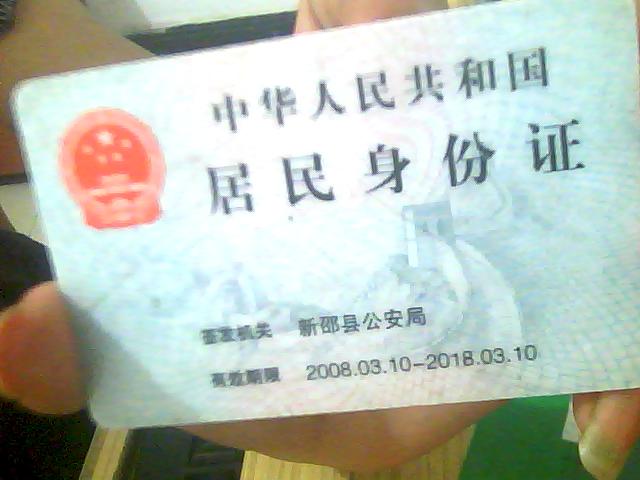 中华人民共和国
居民身份证
签发机关 新邵县公安局
有效期限 2008.03.10-2018.03.10